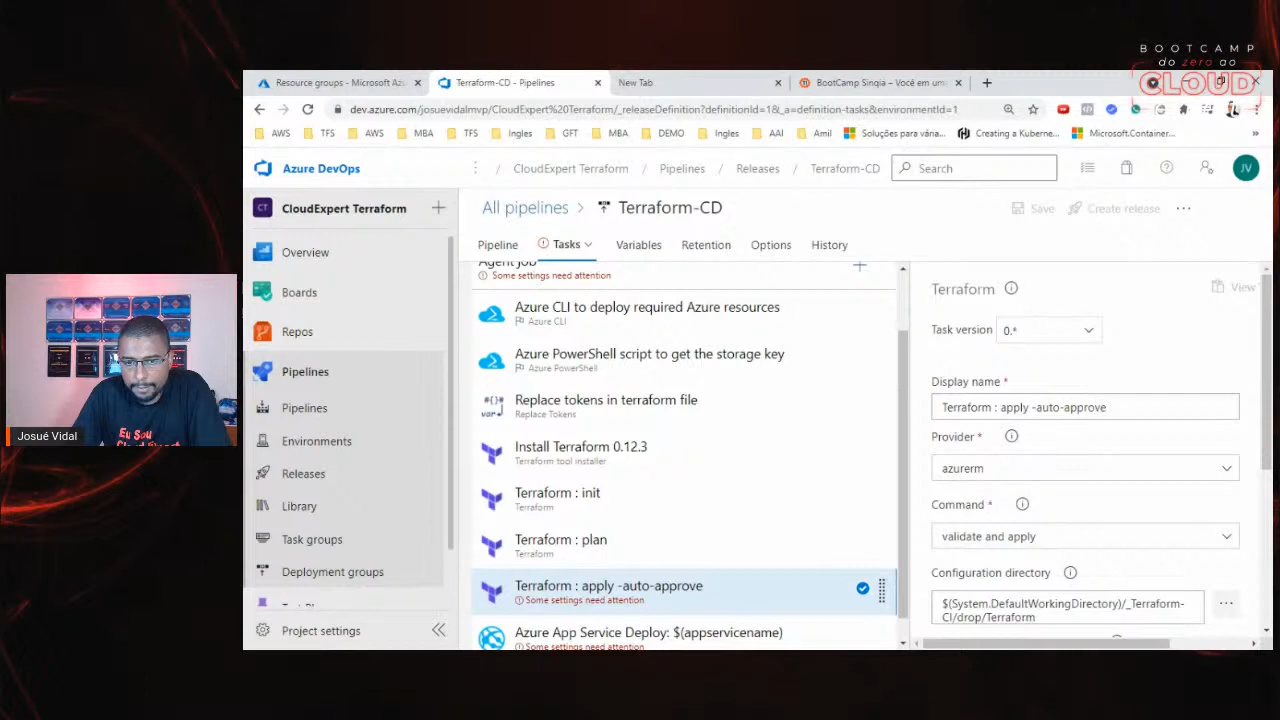 BOOTCAMP
do zero ao
CLOUD
Resource groups - Microsoft Az
Terraform-CD - Pipelines
New Tab
BootCamp Sinqia – Você em um
dev.azure.com/josuevidalmvp/CloudExpert%20Terraform/_releaseDefinition?definitionId=1&_a=definition-tasks&environmentId=1
AWS
TFS
AWS
MBA
TFS
Ingles
GFT
MBA
DEMO
Ingles
AAI
Amil
Soluções para vária...
Creating a Kuberne...
Microsoft.Container...
Azure DevOps
/ CloudExpert Terraform / Pipelines / Releases / Terraform-CD
Search
JV
CT
CloudExpert Terraform
Overview
Boards
Repos
Pipelines
Pipelines
Environments
Releases
Library
Task groups
Deployment groups
Project settings
All pipelines > Terraform-CD
Save
Create release
Pipeline
Tasks
Variables
Retention
Options
History
Agent job
Some settings need attention
Azure CLI to deploy required Azure resources
Azure CLI
Azure PowerShell script to get the storage key
Azure PowerShell
Replace tokens in terraform file
Replace Tokens
Install Terraform 0.12.3
Terraform tool installer
Terraform : init
Terraform
Terraform : plan
Terraform
Terraform : apply -auto-approve
Some settings need attention
Azure App Service Deploy: $(appservicename)
Some settings need attention
Terraform
View
Task version
0.*
Display name *
Terraform : apply -auto-approve
Provider *
azurerm
Command *
validate and apply
Configuration directory
$(System.DefaultWorkingDirectory)/_Terraform-
CI/drop/Terraform
Eu Sou
Josué Vidal